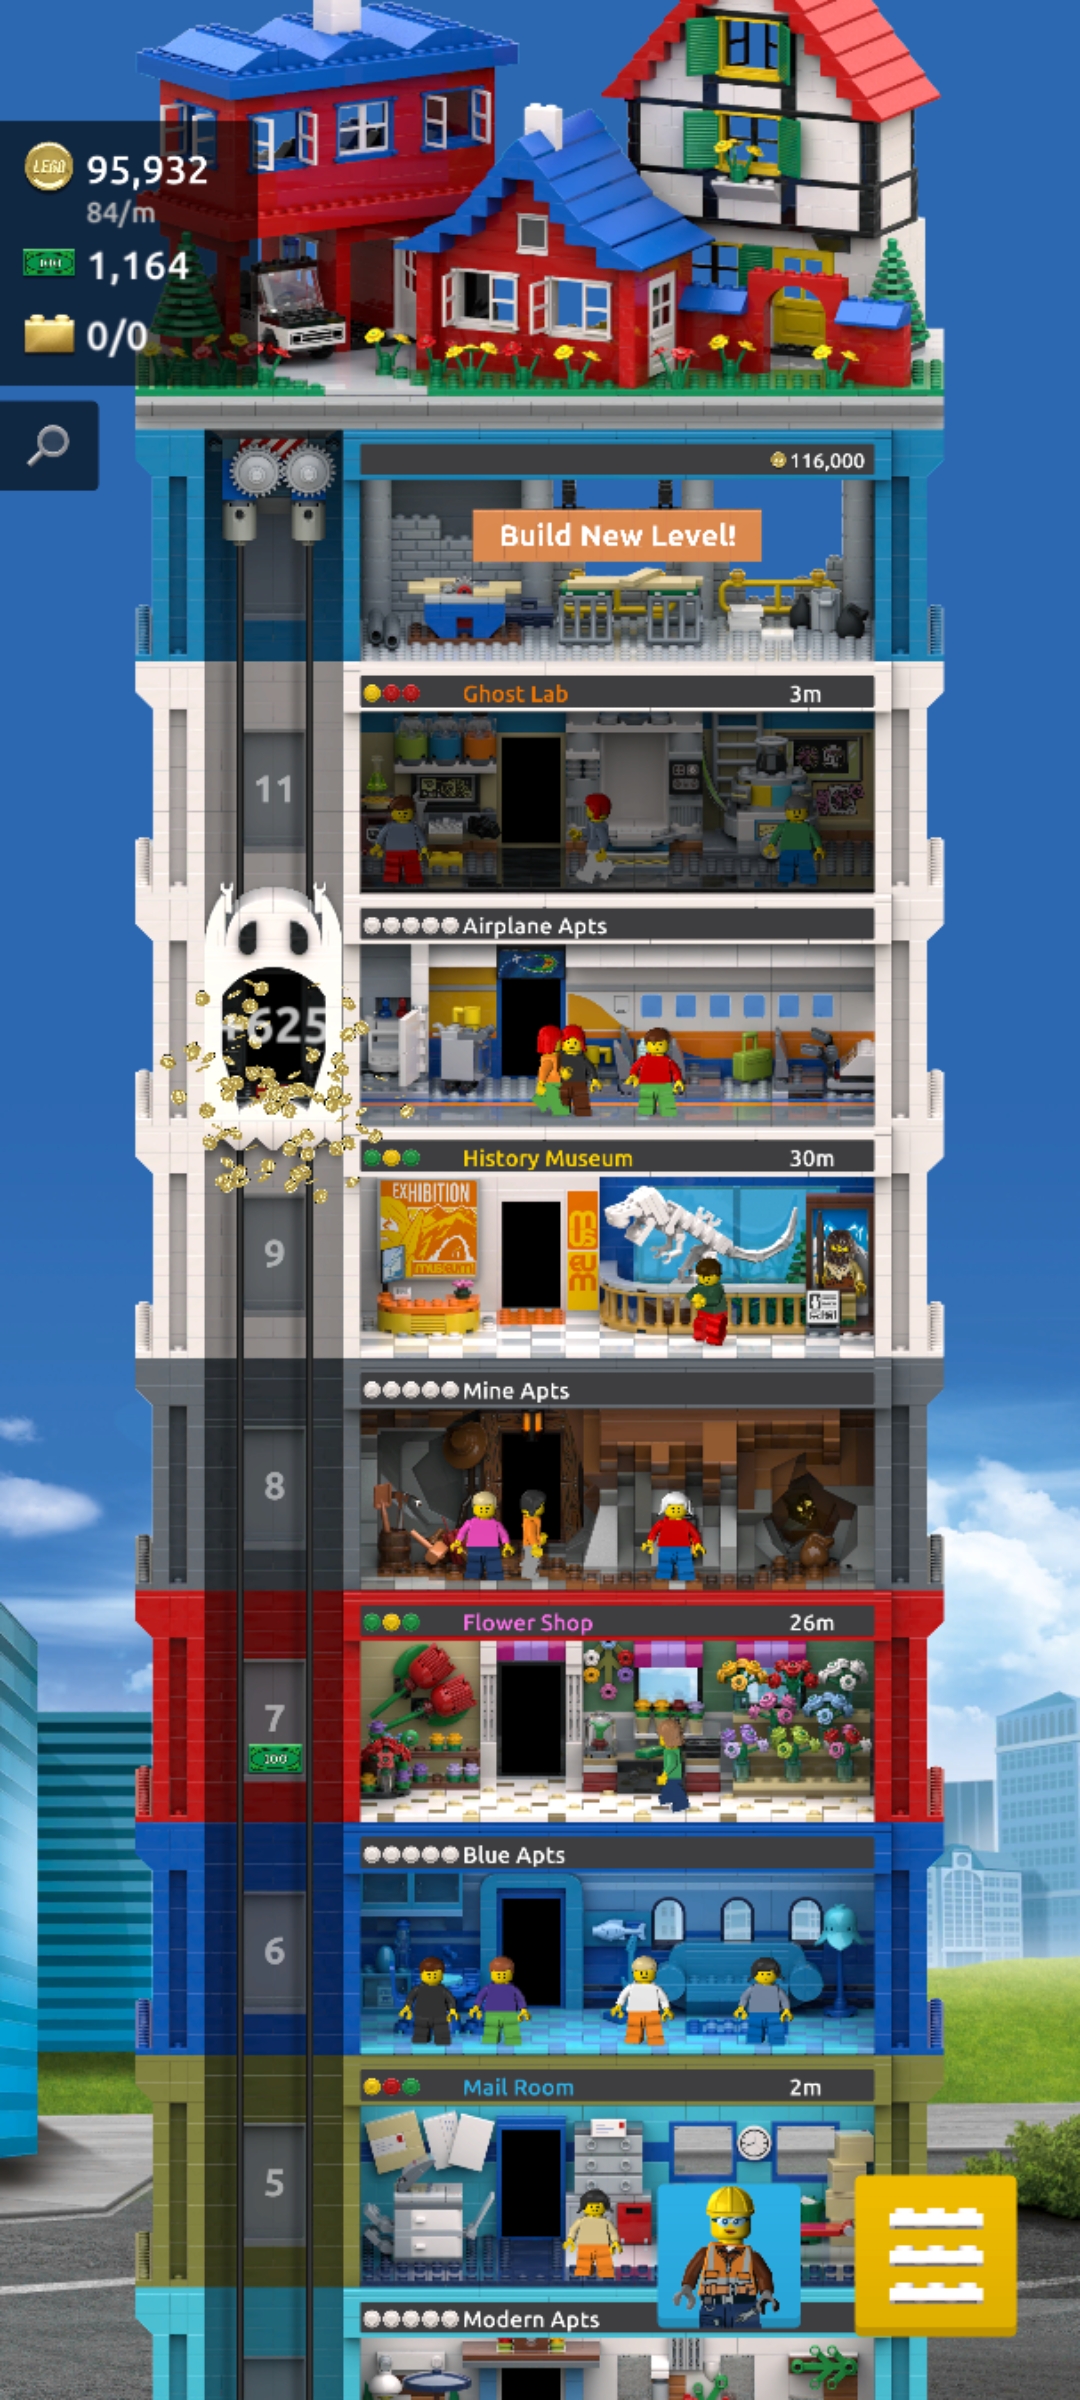 LEGO 95,932
84/m
100 1,164
0/0
116,000
Build New Level!
Ghost Lab 3m
11
Airplane Apts
+625
History Museum 30m
EXHIBITION
museum
MUSEUM
9
Mine Apts
8
Flower Shop 26m
7
100
Blue Apts
6
Mail Room 2m
5
Modern Apts